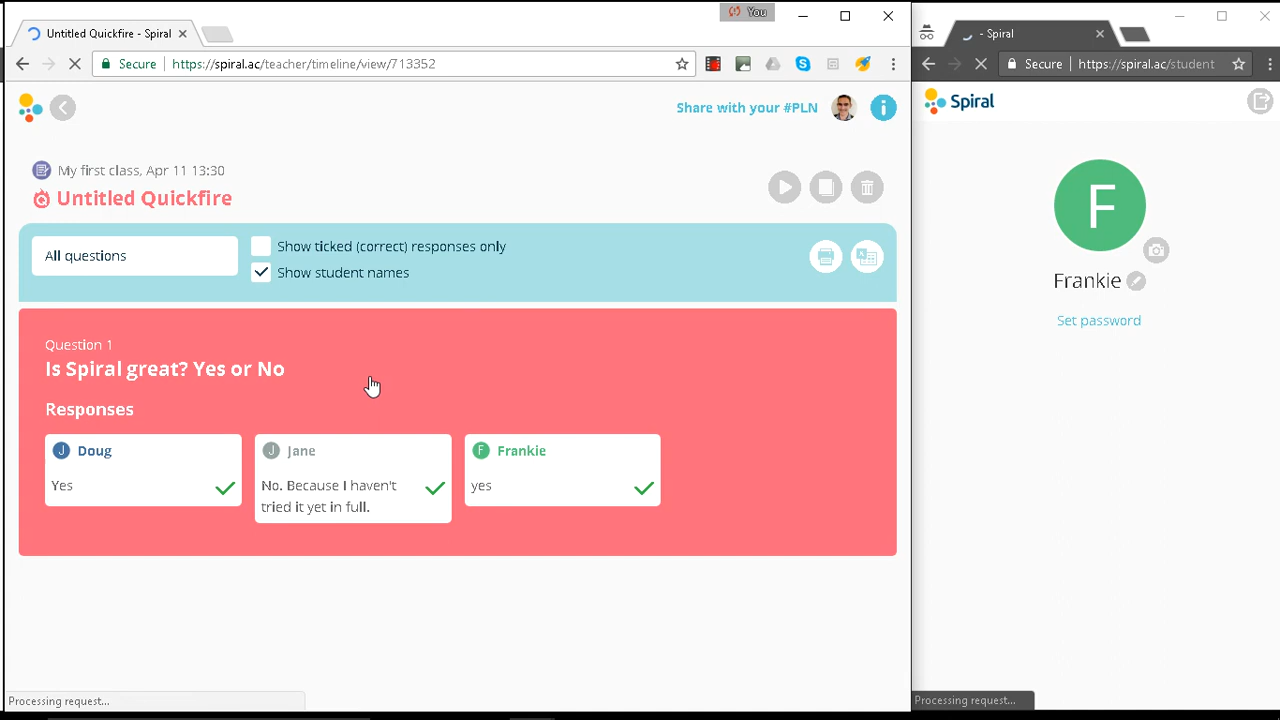 You
Untitled Quickfire - Spiral
Secure
https://spiral.ac/teacher/timeline/view/713352
Share with your #PLN
i
My first class, Apr 11 13:30
Untitled Quickfire
All questions
Show ticked (correct) responses only
Show student names
Question 1
Is Spiral great? Yes or No
Responses
J Doug
Yes
J Jane
No. Because I haven't
tried it yet in full.
F Frankie
yes
Processing request...
- Spiral
Secure
https://spiral.ac/student
Spiral
F
Frankie
Set password
Processing request...